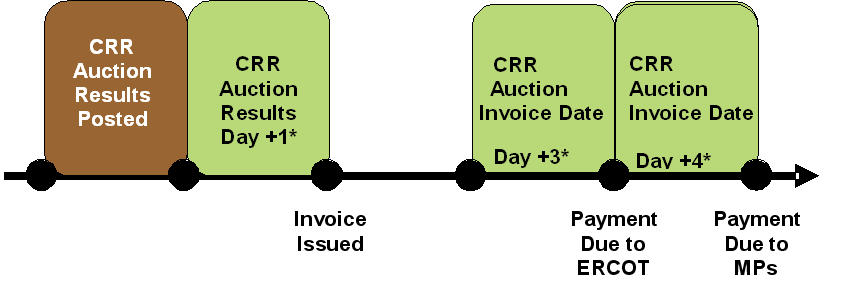 CRR
Auction
Results
Posted
CRR
Auction
Results
Day +1*
CRR
Auction
Invoice Date
Day +3*
CRR
Auction
Invoice Date
Day +4*
Invoice
Issued
Payment
Due to
ERCOT
Payment
Due to
MPs